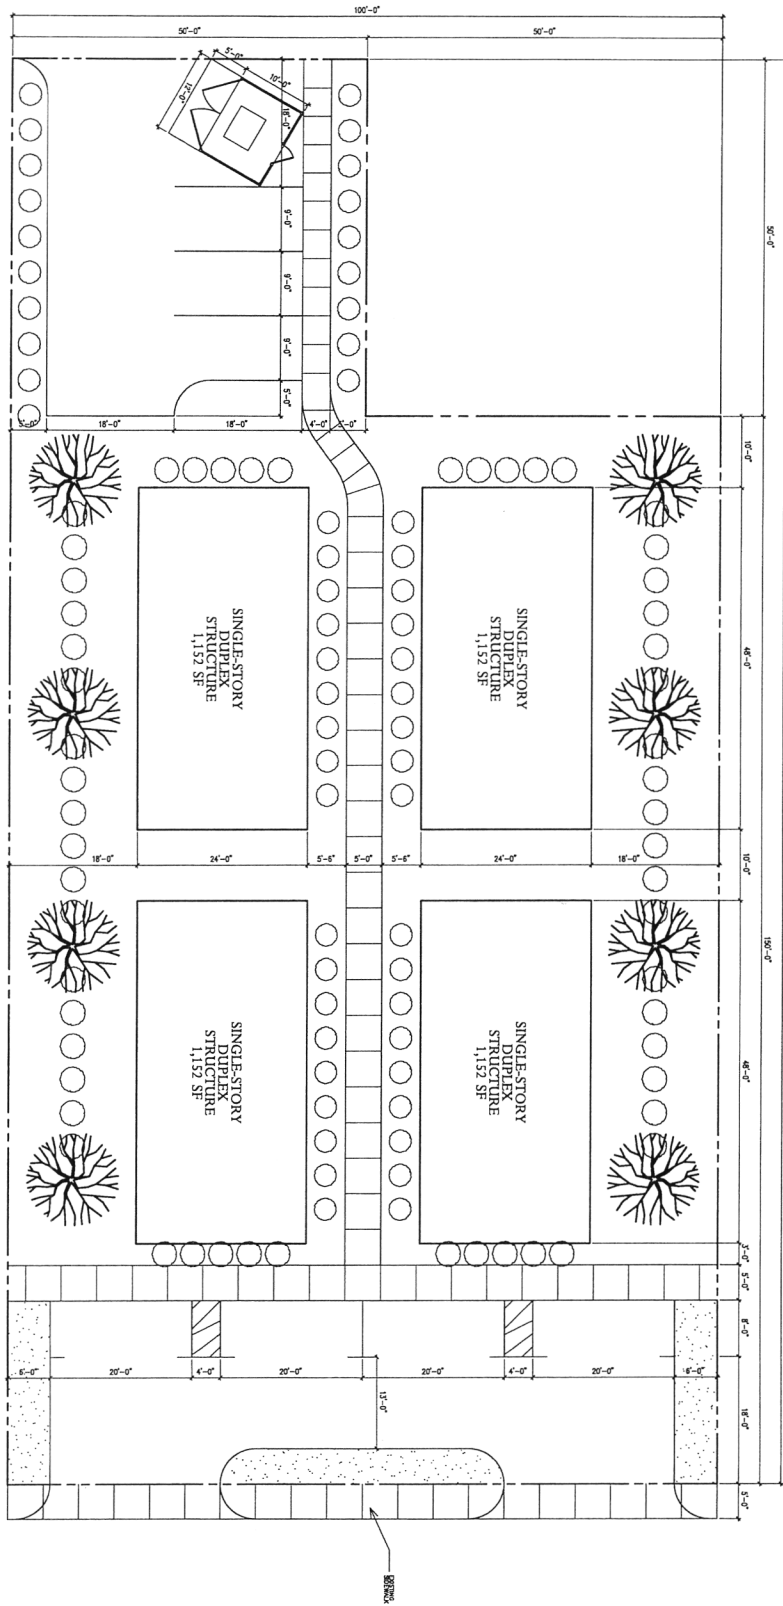 100'-0"
50'-0"
50'-0"
5'-0"
10'-0"
12'-0"
18'-0"
50'-0"
9'-0"
9'-0"
9'-0"
5'-0"
5'-0"
18'-0"
18'-0"
4'-0"
5'-0"
10'-0"
SINGLE-STORY
DUPLEX
STRUCTURE
1,152 SF
SINGLE-STORY
DUPLEX
STRUCTURE
1,152 SF
48'-0"
18'-0"
24'-0"
5'-6"
5'-0"
5'-6"
24'-0"
18'-0"
10'-0"
150'-0"
SINGLE-STORY
DUPLEX
STRUCTURE
1,152 SF
SINGLE-STORY
DUPLEX
STRUCTURE
1,152 SF
48'-0"
3'-0"
5'-0"
8'-0"
6'-0"
20'-0"
4'-0"
20'-0"
20'-0"
4'-0"
20'-0"
6'-0"
13'-0"
18'-0"
5'-0"
EXISTING
SIDEWALK